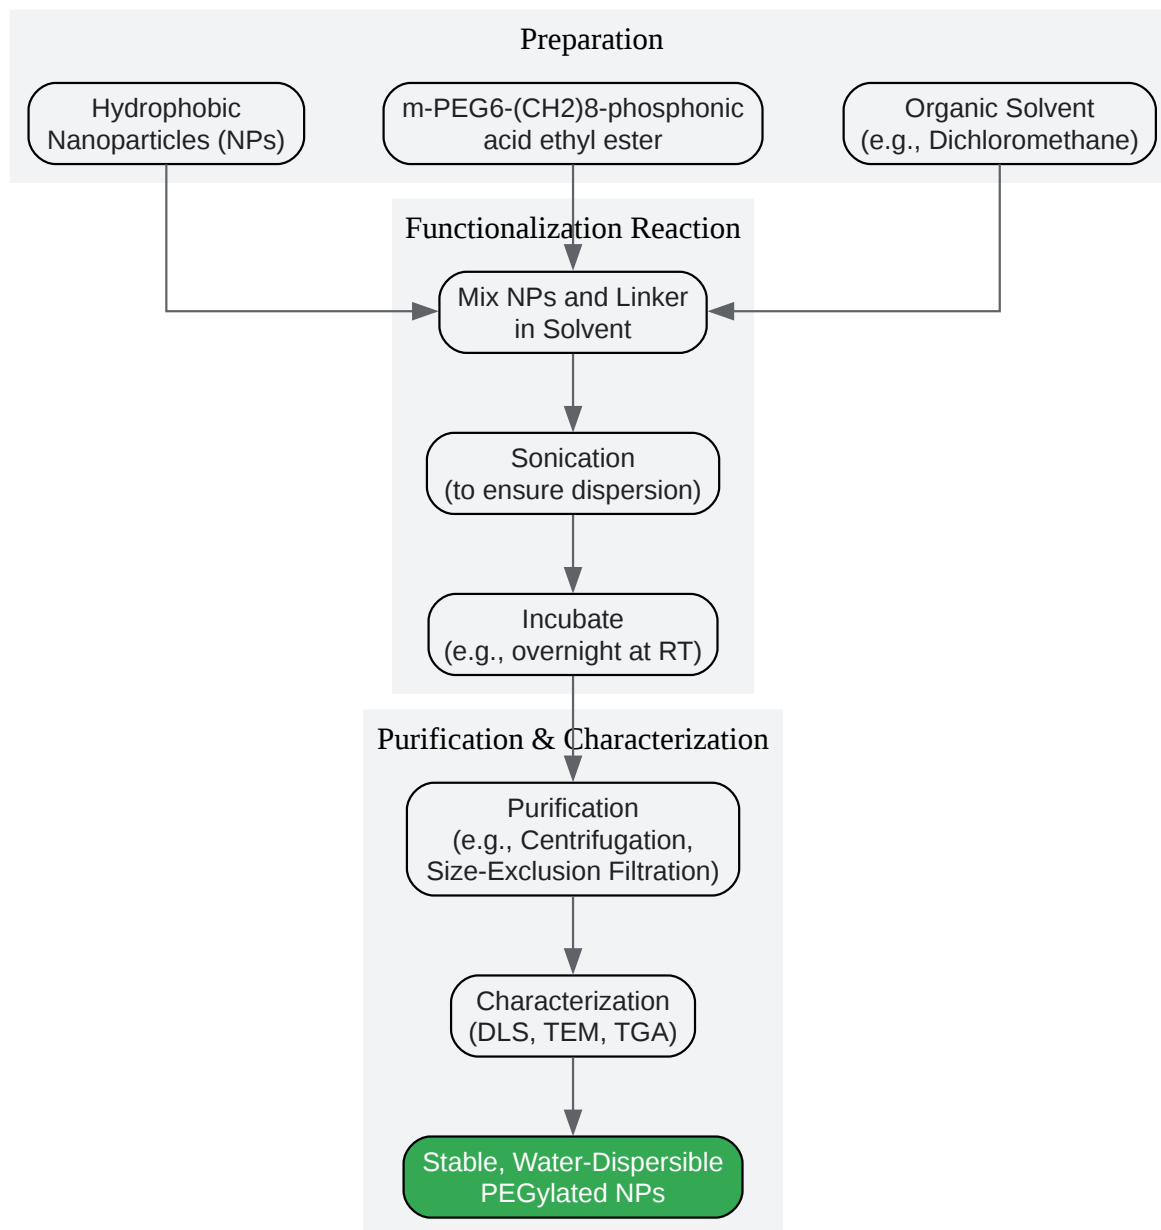 Preparation
Hydrophobic
Nanoparticles (NPs)
m-PEG6-(CH2)8-phosphonic
acid ethyl ester
Organic Solvent
(e.g., Dichloromethane)
Functionalization Reaction
Mix NPs and Linker
in Solvent
Sonication
(to ensure dispersion)
Incubate
(e.g., overnight at RT)
Purification & Characterization
Purification
(e.g., Centrifugation,
Size-Exclusion Filtration)
Characterization
(DLS, TEM, TGA)
Stable, Water-Dispersible
PEGylated NPs